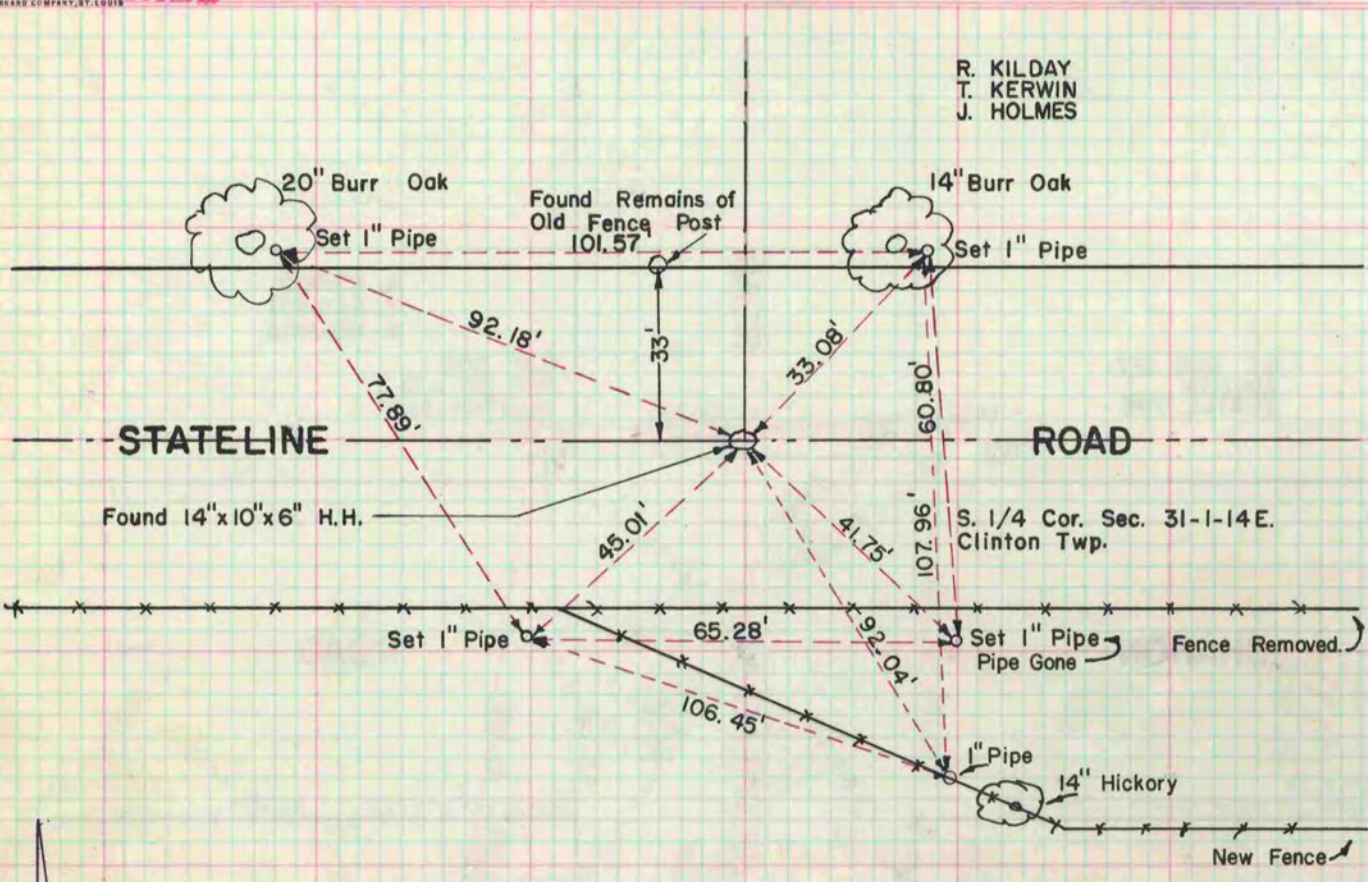 R. KILDAY
T. KERWIN
J. HOLMES
20" Burr Oak
Set 1" Pipe
Found Remains of
Old Fence Post
101.57'
14" Burr Oak
Set 1" Pipe
92.18'
33'
33.08'
77.89'
60.80'
STATELINE ROAD
Found 14"x10"x6" H.H.
45.01'
41.75'
107.96'
S. 1/4 Cor. Sec. 31-1-14E.
Clinton Twp.
Set 1" Pipe
65.28'
92.04'
Set 1" Pipe
Pipe Gone
Fence Removed.
106.45'
1" Pipe
14" Hickory
New Fence